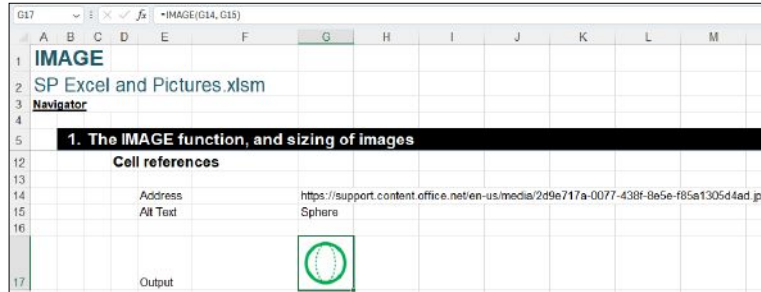 G17 fx =IMAGE(G14, G15)
A B C D E F G H I J K L M
1 IMAGE
2 SP Excel and Pictures.xlsm
3 Navigator
4
5 1. The IMAGE function, and sizing of images
12 Cell references
13
14 Address https://support.content.office.net/en-us/media/2d9e717a-0077-438f-8e5e-f85a1305d4ad.jp
15 Alt Text Sphere
16
17 Output